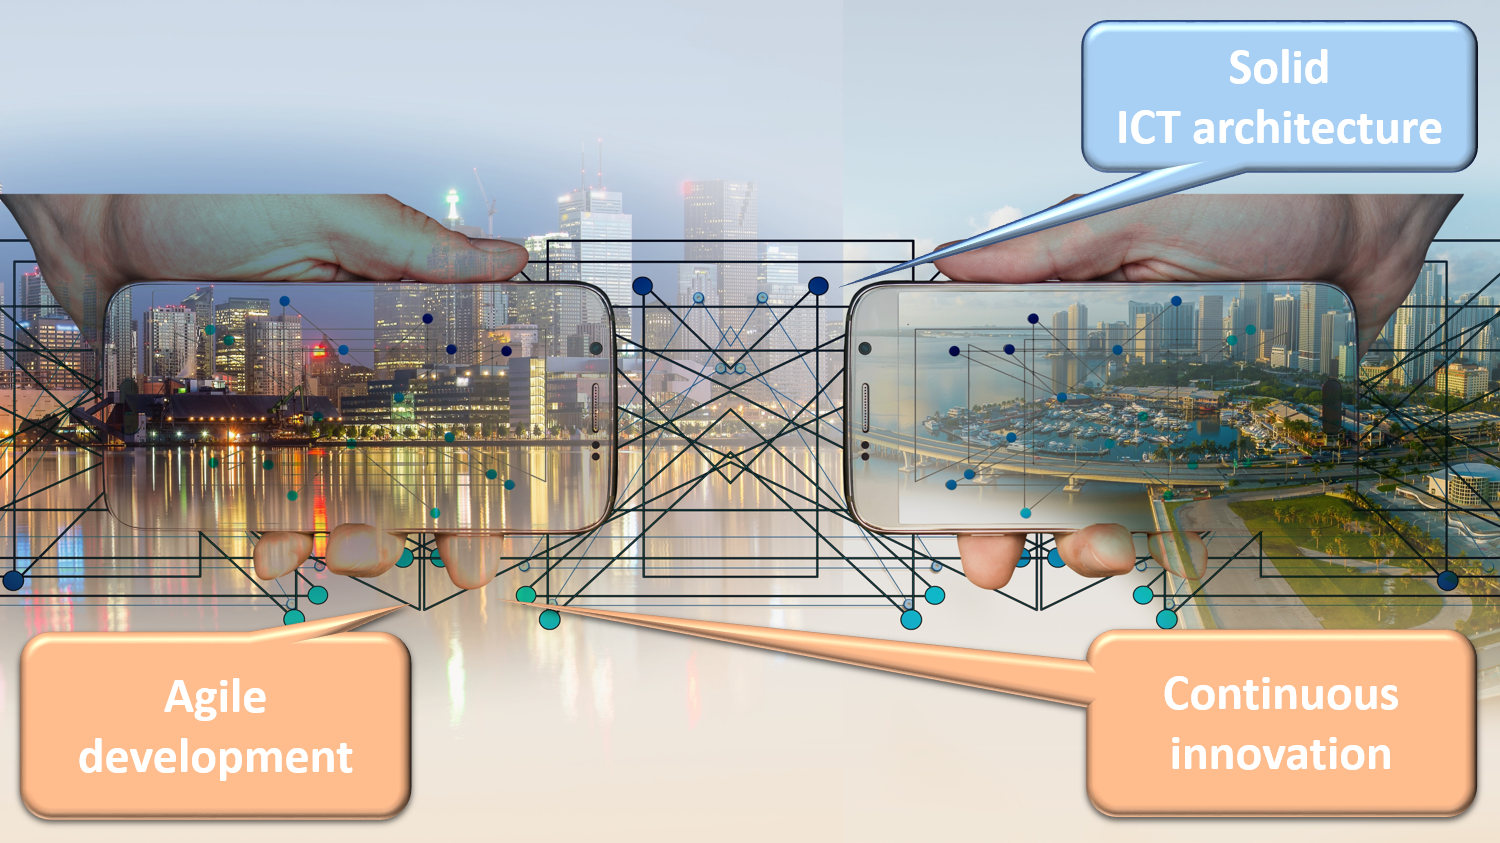 Solid
ICT architecture
Agile
development
Continuous
innovation